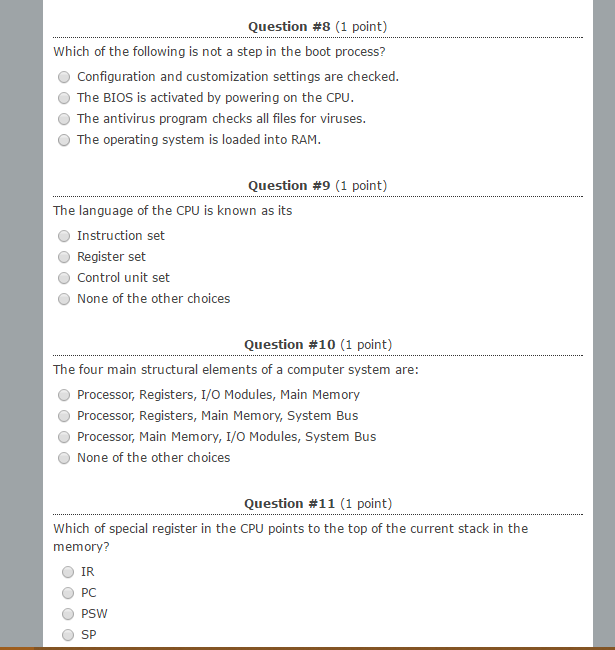 Question #8 (1 point)
Which of the following is not a step in the boot process?
Configuration and customization settings are checked.
The BIOS is activated by powering on the CPU.
The antivirus program checks all files for viruses.
The operating system is loaded into RAM.
Question #9 (1 point)
The language of the CPU is known as its
Instruction set
Register set
Control unit set
None of the other choices
Question #10 (1 point)
The four main structural elements of a computer system are:
Processor, Registers, I/O Modules, Main Memory
Processor, Registers, Main Memory, System Bus
Processor, Main Memory, I/O Modules, System Bus
None of the other choices
Question #11 (1 point)
Which of special register in the CPU points to the top of the current stack in the
memory?
IR
PC
PSW
SP